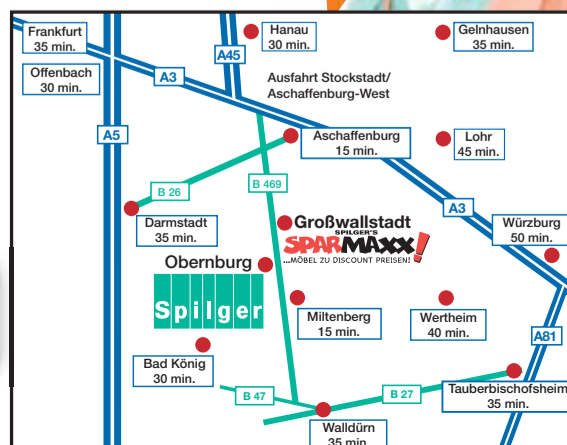 Frankfurt
35 min.
Hanau
30 min.
Gelnhausen
35 min.
A45
Offenbach
30 min.
A3
Ausfahrt Stockstadt/
Aschaffenburg-West
A5
Aschaffenburg
15 min.
Lohr
45 min.
B 26
B 469
A3
Darmstadt
35 min.
Großwallstadt
SPILGER'S
SPARMAXX!
...MÖBEL ZU DISCOUNT PREISEN!
Würzburg
50 min.
Obernburg
Spilger
Miltenberg
15 min.
Wertheim
40 min.
A81
Bad König
30 min.
B 47
B 27
Tauberbischofsheim
35 min.
Walldürn
35 min.